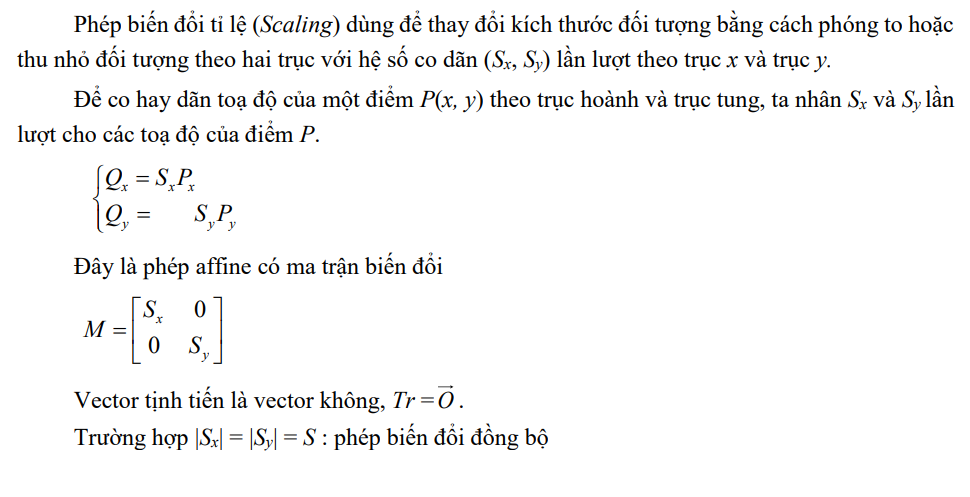 Phép biến đổi tỉ lệ (Scaling) dùng để thay đổi kích thước đối tượng bằng cách phóng to hoặc
thu nhỏ đối tượng theo hai trục với hệ số co dãn (Sx, Sy) lần lượt theo trục x và trục y.
Để co hay dãn toạ độ của một điểm P(x, y) theo trục hoành và trục tung, ta nhân Sx và Sy lần
lượt cho các toạ độ của điểm P.
{Qx = SxPx
Qy = SyPy
Đây là phép affine có ma trận biến đổi
M = [Sx 0
0 Sy]
Vector tịnh tiến là vector không, Tr = O⃗ .
Trường hợp |Sx| = |Sy| = S : phép biến đổi đồng bộ